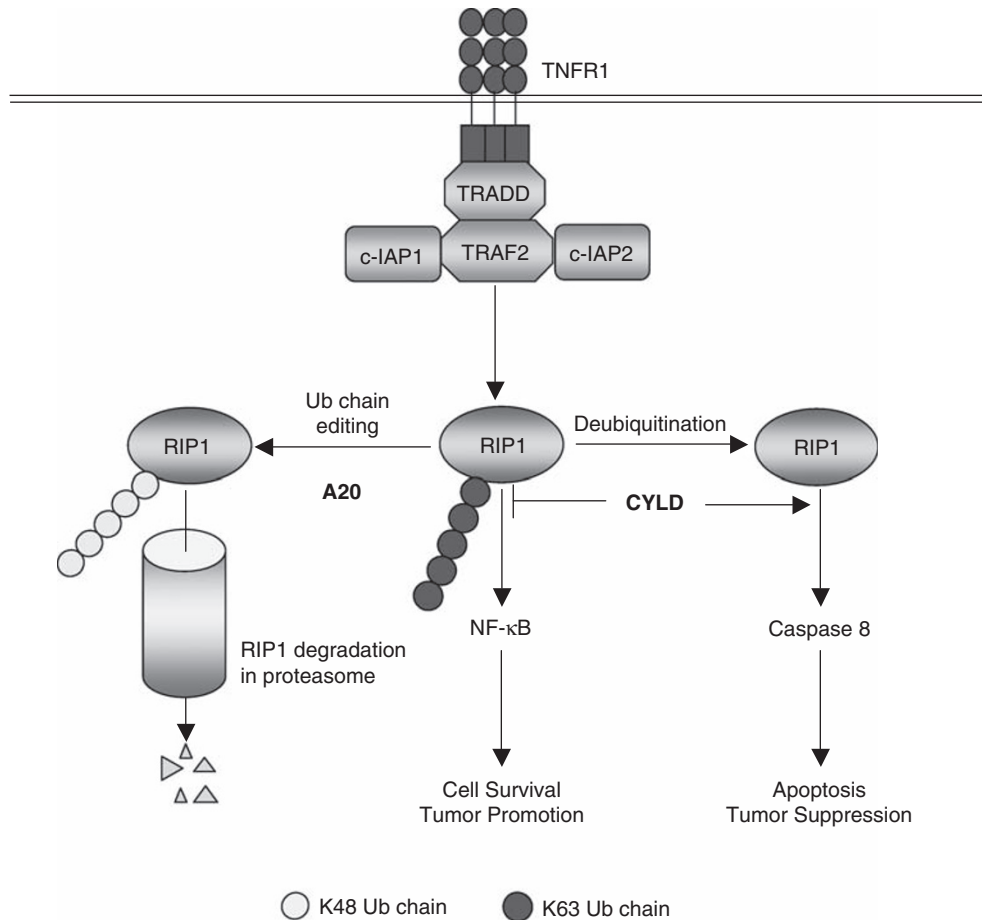 TNFR1
TRADD
c-IAP1
TRAF2
c-IAP2
Ub chain
editing
Deubiquitination
RIP1
RIP1
RIP1
A20
CYLD
NF-κB
Caspase 8
RIP1 degradation
in proteasome
Cell Survival
Tumor Promotion
Apoptosis
Tumor Suppression
K48 Ub chain
K63 Ub chain